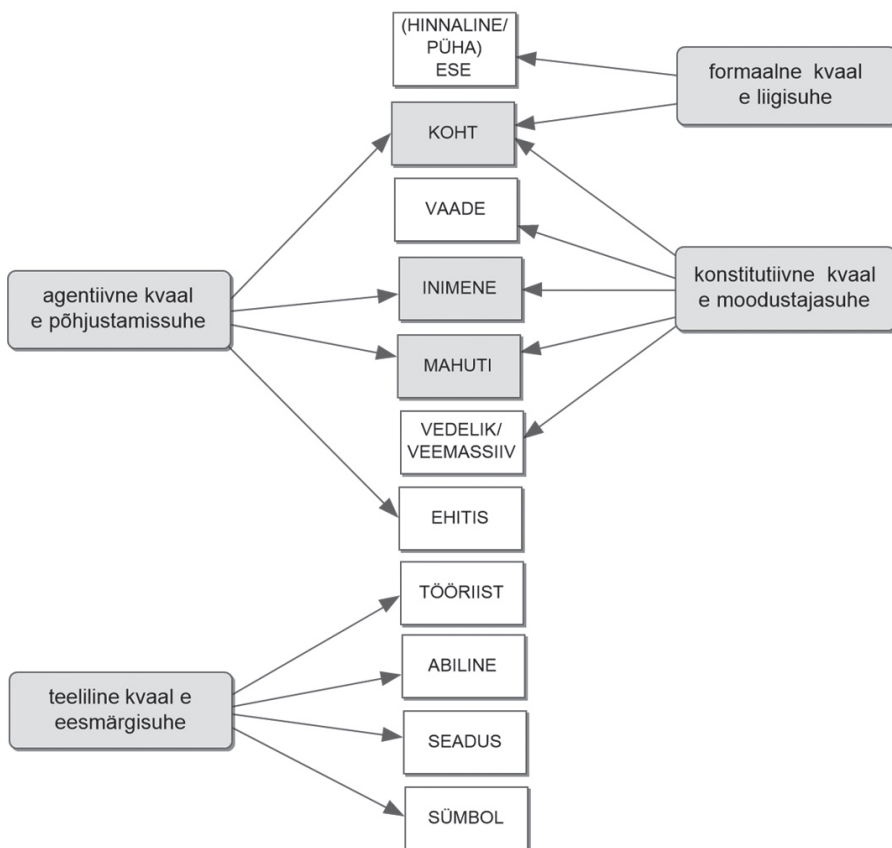 (HINNALINE/
PÜHA)
ESE
formaalne kvaal
e liigisuhe
KOHT
VAADE
agentiivne kvaal
e põhjustamissuhe
INIMENE
konstitutiivne kvaal
e moodustajasuhe
MAHUTI
VEDELIK/
VEEMASSIIV
EHITIS
TÖÖRIIST
ABILINE
teeliline kvaal e
eesmärgisuhe
SEADUS
SÜMBOL